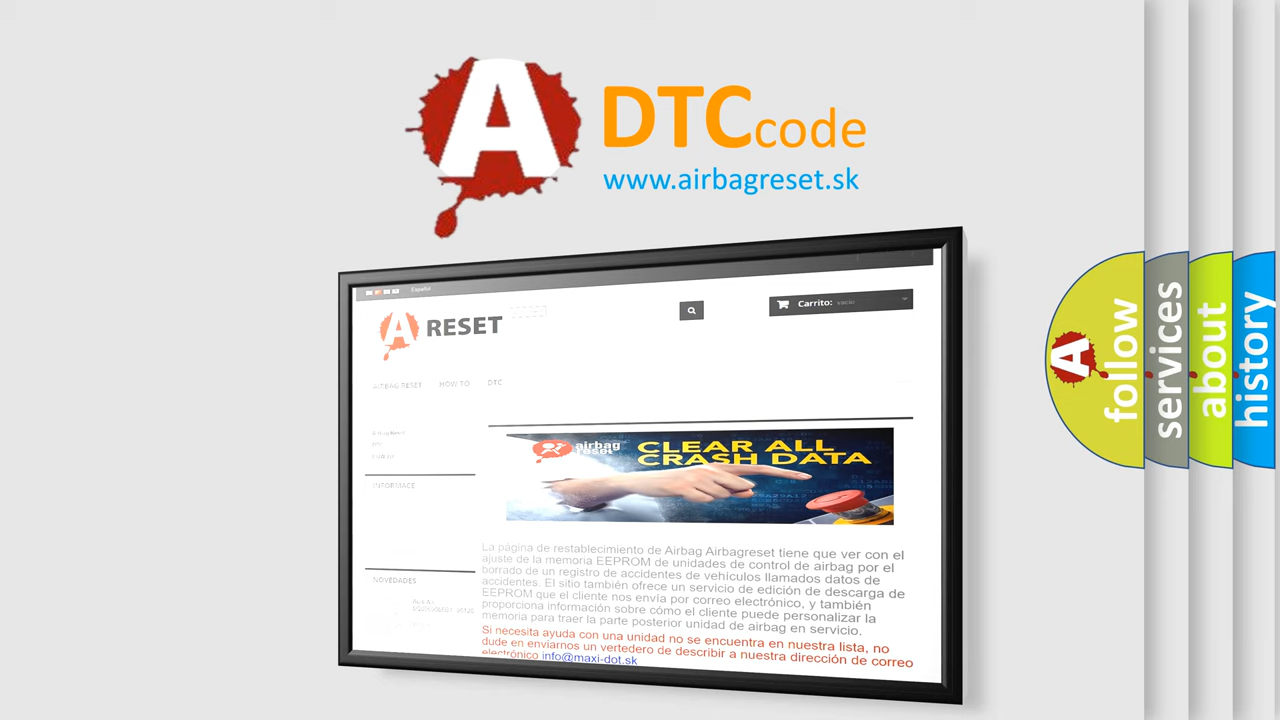 A
DTCcode
www.airbagreset.sk
Español
A RESET
Carrito: vacío
AIRBAG RESET HOW TO DTC
INFORMACE
airbag
reset
CLEAR ALL
CRASH DATA
La página de restablecimiento de Airbag Airbagreset tiene que ver con el
ajuste de la memoria EEPROM de unidades de control de airbag por el
borrado de un registro de accidentes de vehículos llamados datos de
accidentes. El sitio también ofrece un servicio de edición de descarga de
EEPROM que el cliente nos envía por correo electrónico, y también
proporciona información sobre cómo el cliente puede personalizar la
memoria para traer la parte posterior unidad de airbag en servicio.
Si necesita ayuda con una unidad no se encuentra en nuestra lista, no
dude en enviarnos un vertedero de describir a nuestra dirección de correo
electrónico info@maxi-dot.sk
NOVEDADES
A
follow
services
about
history